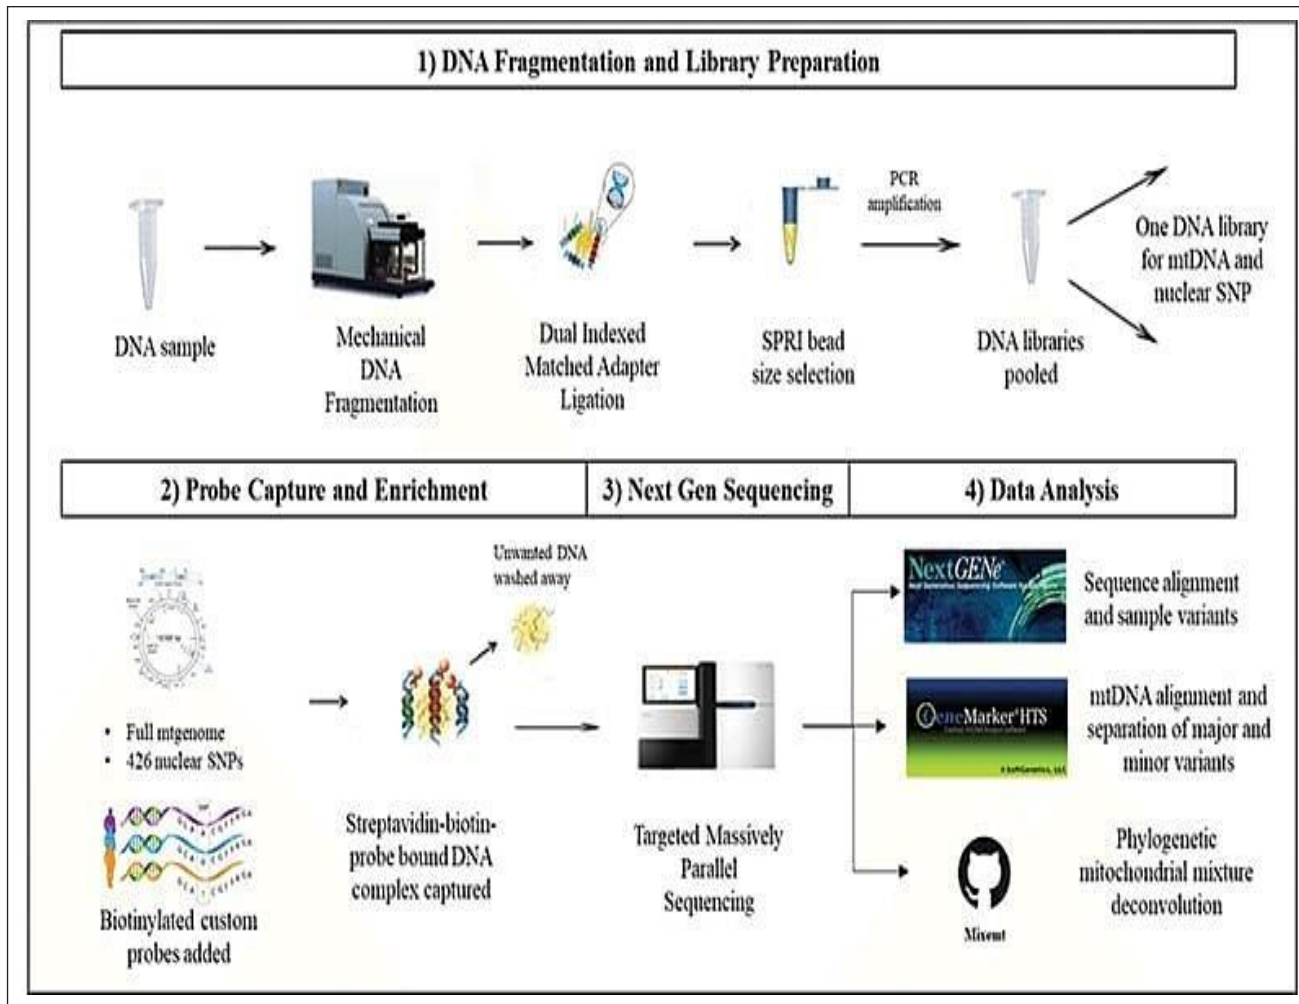 1) DNA Fragmentation and Library Preparation
DNA sample
Mechanical
DNA
Fragmentation
Dual Indexed
Matched Adapter
Ligation
SPRI bead
size selection
PCR
amplification
DNA libraries
pooled
One DNA library
for mtDNA and
nuclear SNP
2) Probe Capture and Enrichment
3) Next Gen Sequencing
4) Data Analysis
• Full mtgenome
• 426 nuclear SNPs
Biotinylated custom
probes added
Unwanted DNA
washed away
Streptavidin-biotin-
probe bound DNA
complex captured
Targeted Massively
Parallel
Sequencing
NextGENe
Sequence alignment
and sample variants
GeneMarker®HTS
SoftGenetics, LLC
mtDNA alignment and
separation of major and
minor variants
Mixemt
Phylogenetic
mitochondrial mixture
deconvolution